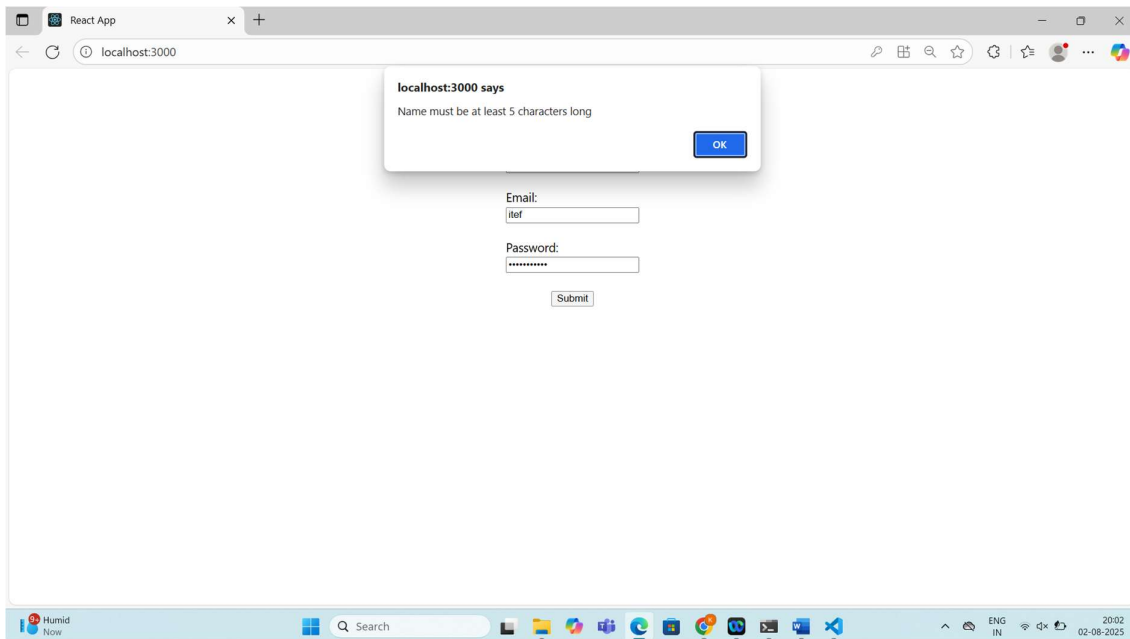 React App
localhost:3000
localhost:3000 says
Name must be at least 5 characters long
OK
Email:
itef
Password:
•••••••••••
Submit
9+
Humid
Now
Search
ENG
IN
20:02
02-08-2025